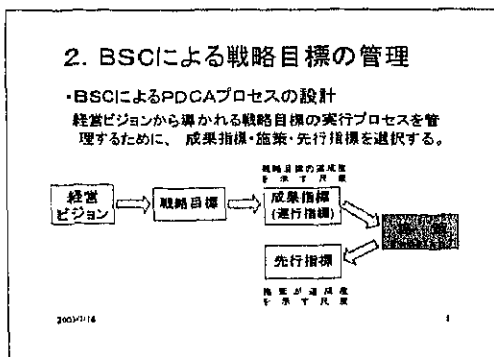 2. BSCによる戦略目標の管理
・BSCによるPDCAプロセスの設計
経営ビジョンから導かれる戦略目標の実行プロセスを管
理するために、成果指標・施策・先行指標を選択する。
戦略目標の達成度
を示す尺度
経営
ビジョン
戦略目標
成果指標
(遅行指標)
先行指標
施策が達成度
を示す尺度